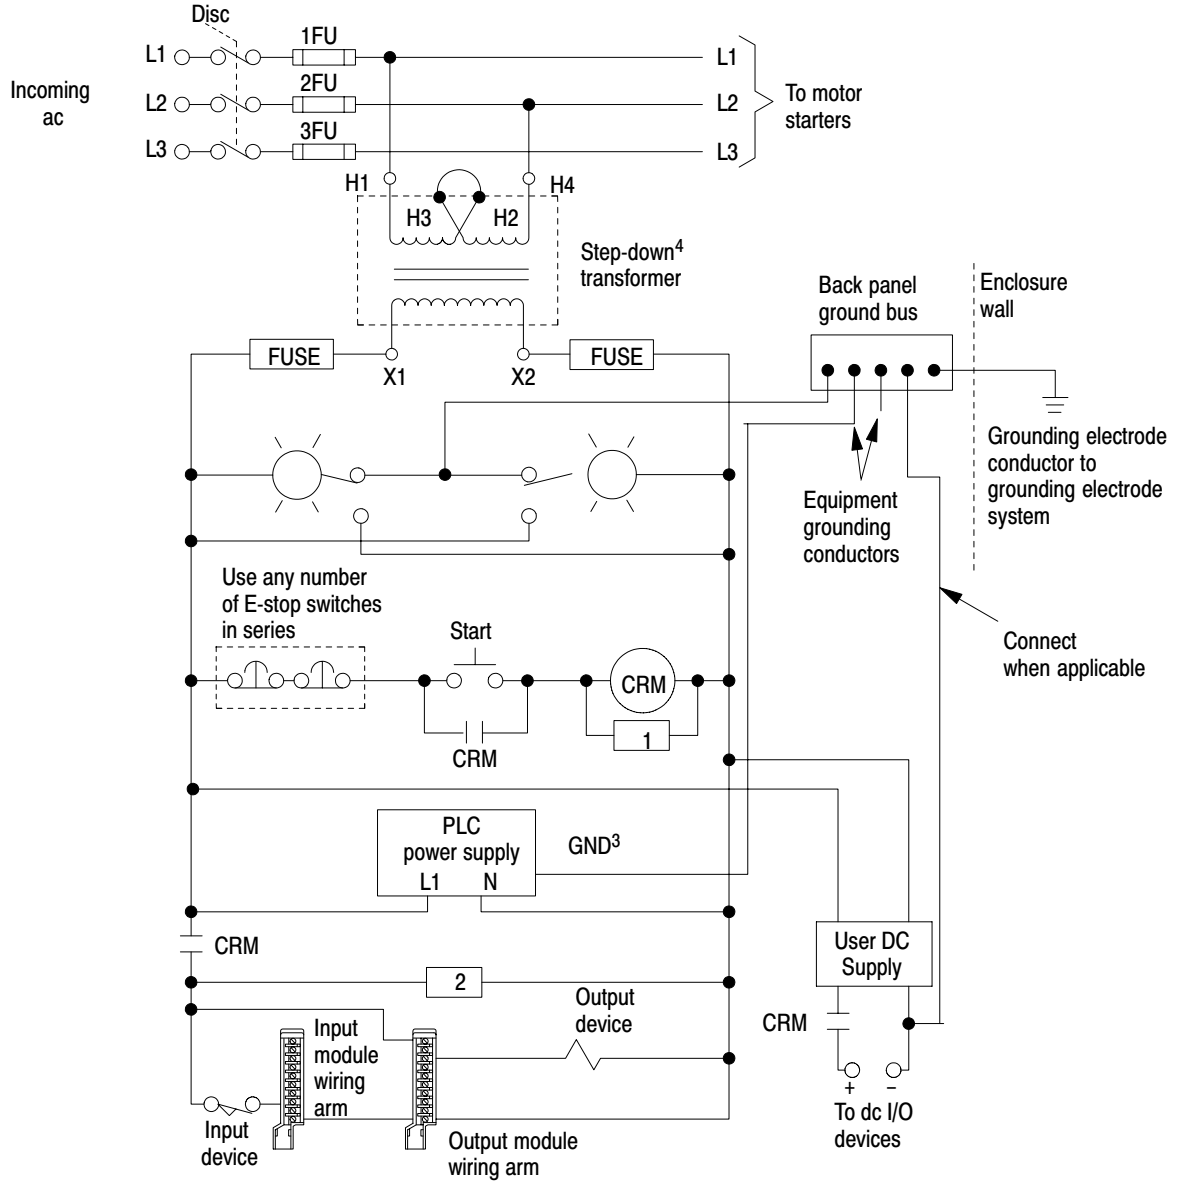 Disc
1FU
L1
L1
Incoming
ac
2FU
L2
L2
To motor
starters
3FU
L3
L3
H1
H4
H3
H2
Step-down4
transformer
Back panel
ground bus
Enclosure
wall
FUSE
FUSE
X1
X2
Grounding electrode
conductor to
grounding electrode
system
Equipment
grounding
conductors
Use any number
of E-stop switches
in series
Start
Connect
when applicable
CRM
1
CRM
PLC
power supply
L1 N
GND3
CRM
User DC
Supply
2
Output
device
CRM
Input
module
wiring
arm
+ −
To dc I/O
devices
Input
device
Output module
wiring arm